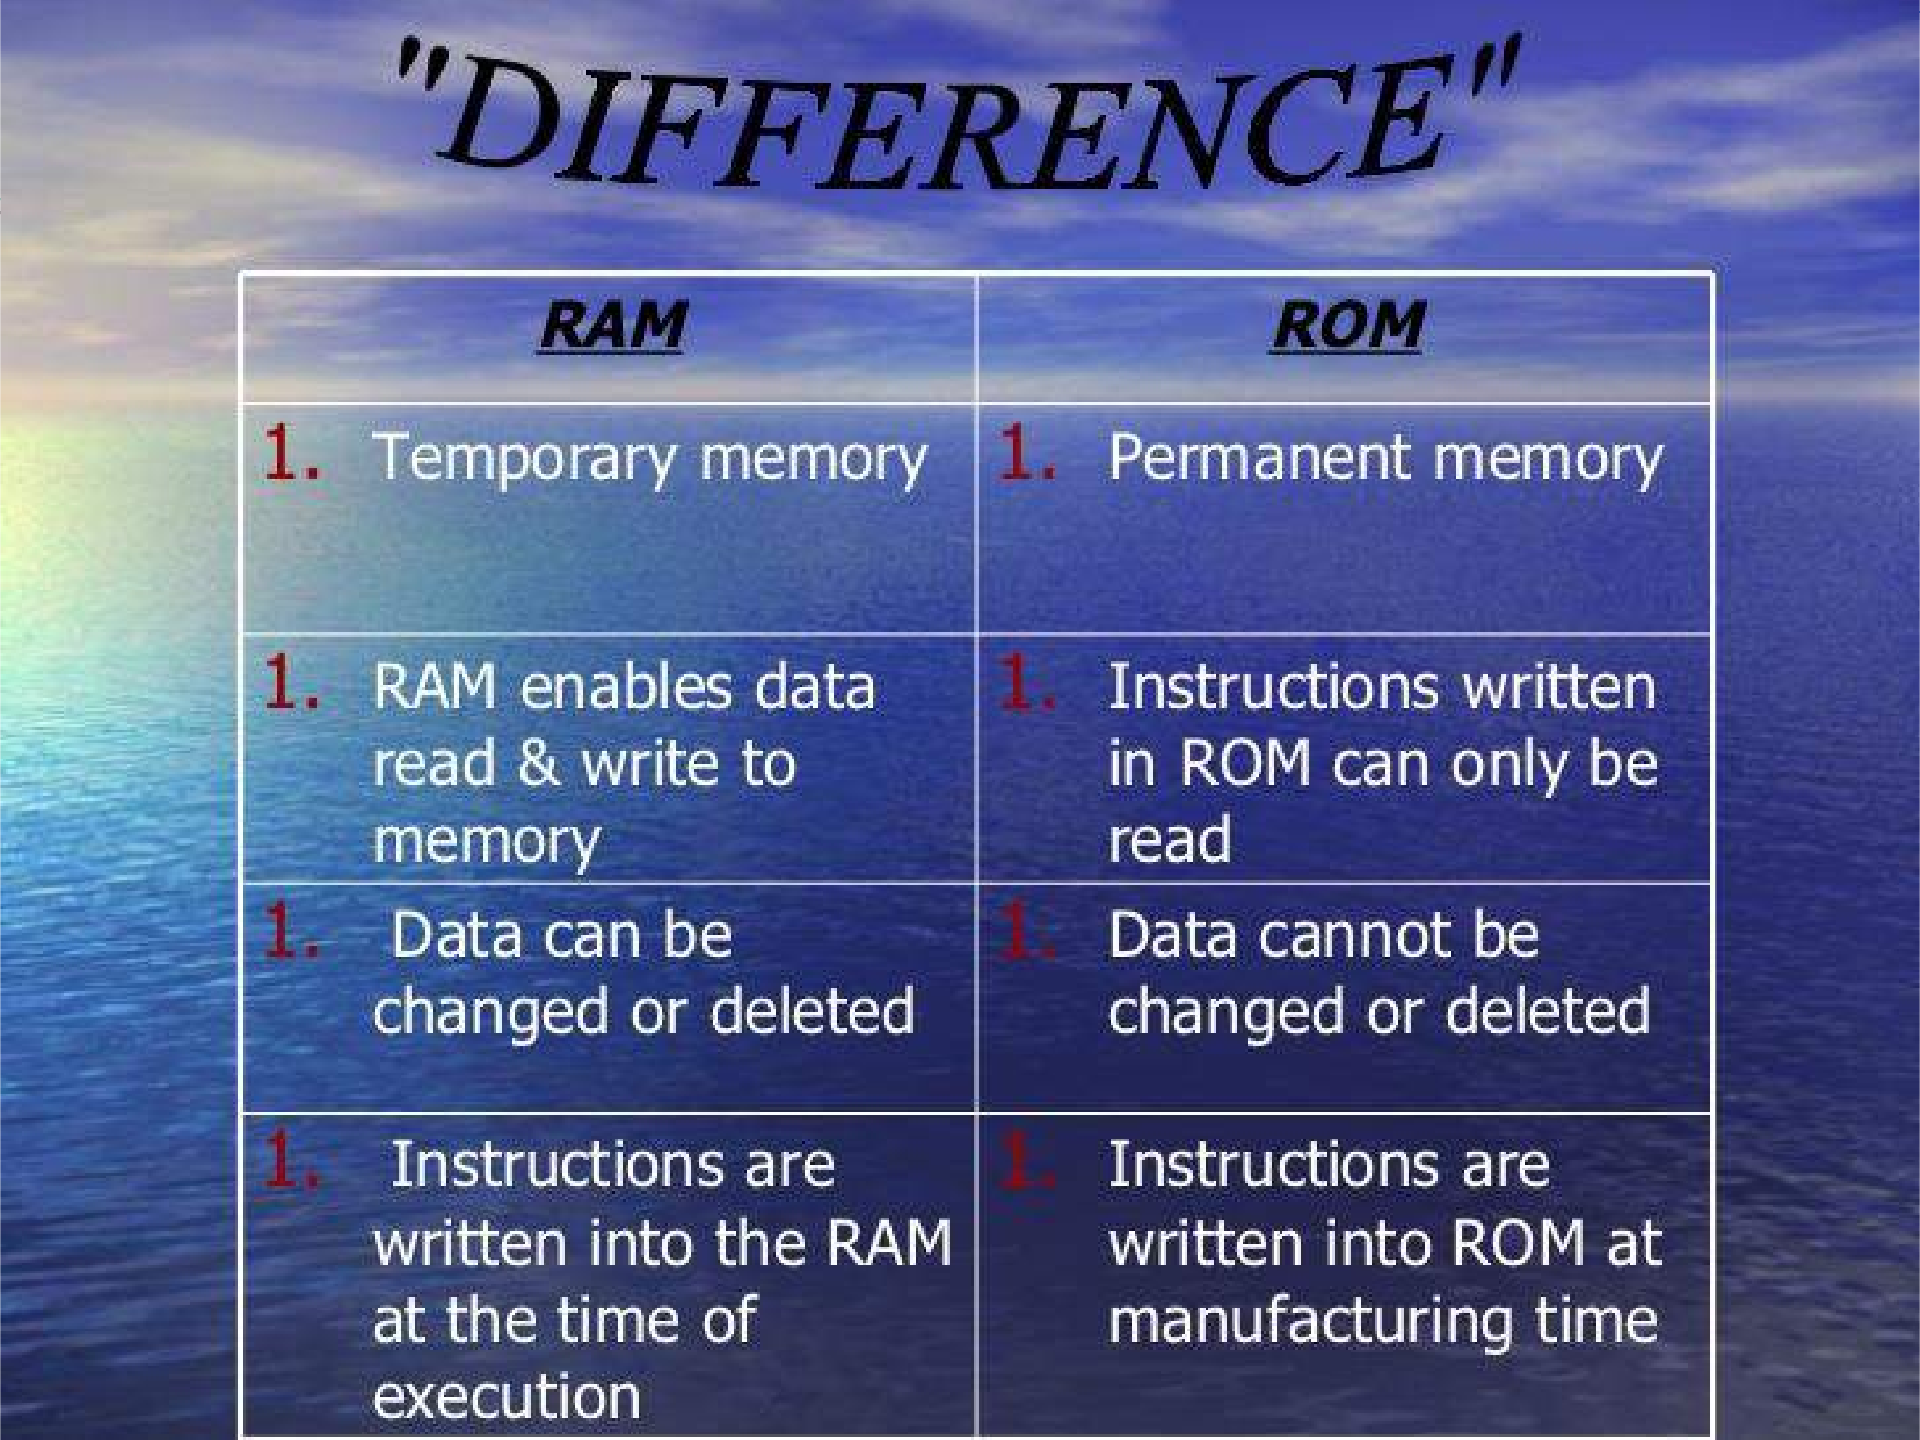 "DIFFERENCE"
RAM
ROM
1. Temporary memory
1. Permanent memory
1. RAM enables data
read & write to
memory
1. Instructions written
in ROM can only be
read
1. Data can be
changed or deleted
1. Data cannot be
changed or deleted
1. Instructions are
written into the RAM
at the time of
execution
1. Instructions are
written into ROM at
manufacturing time